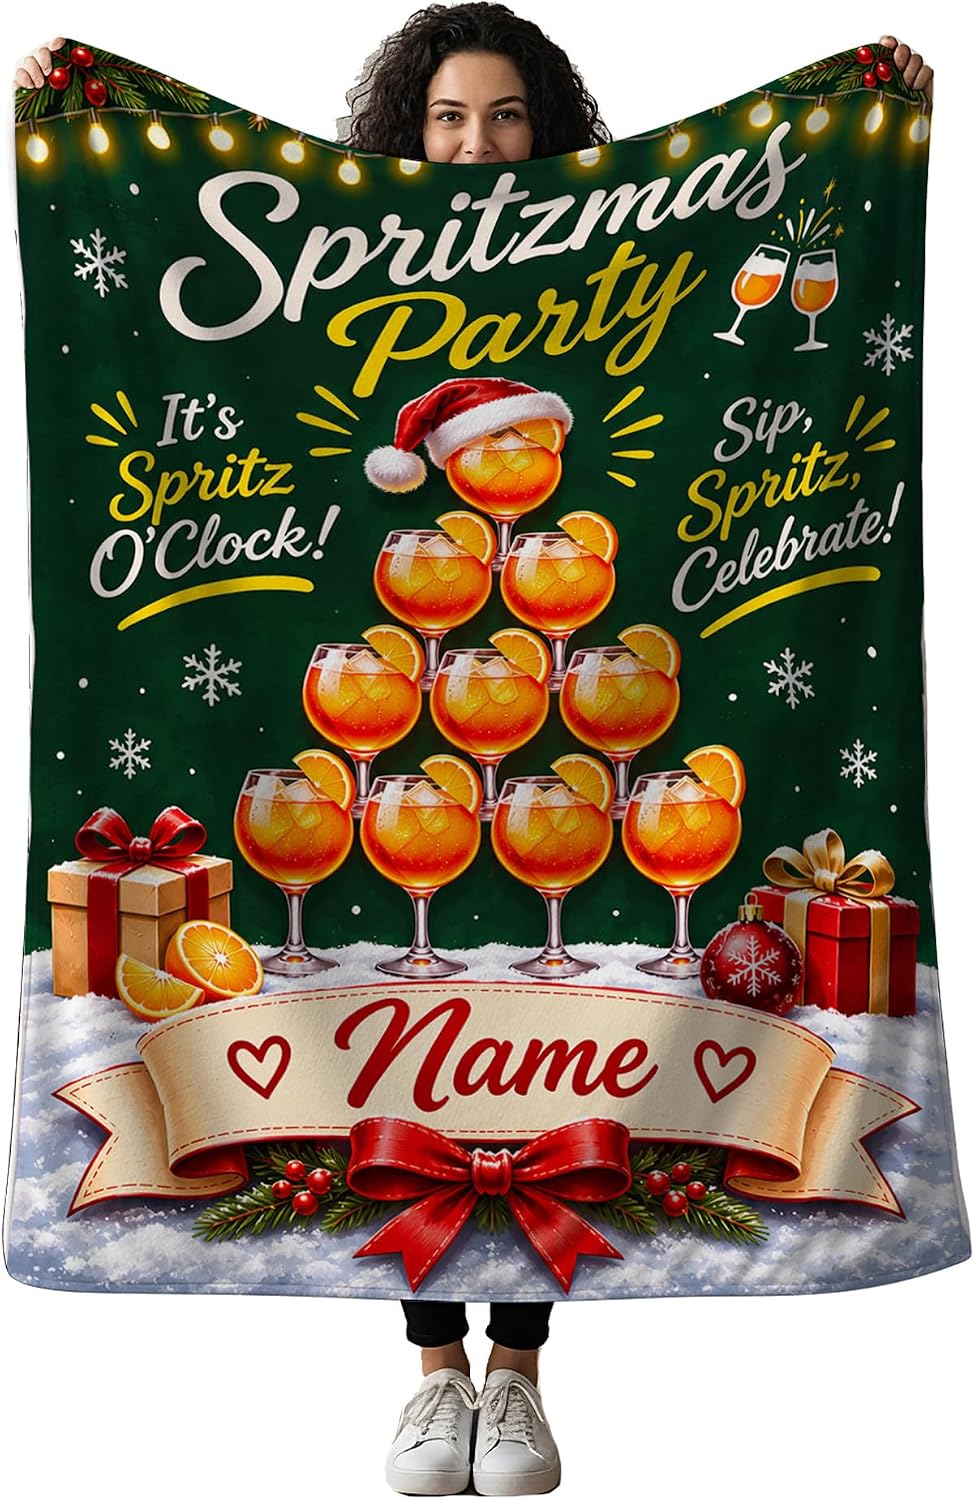 Spritzmas
Party
It's
Spritz
O'Clock!
Sip,
Spritz,
Celebrate!
Name